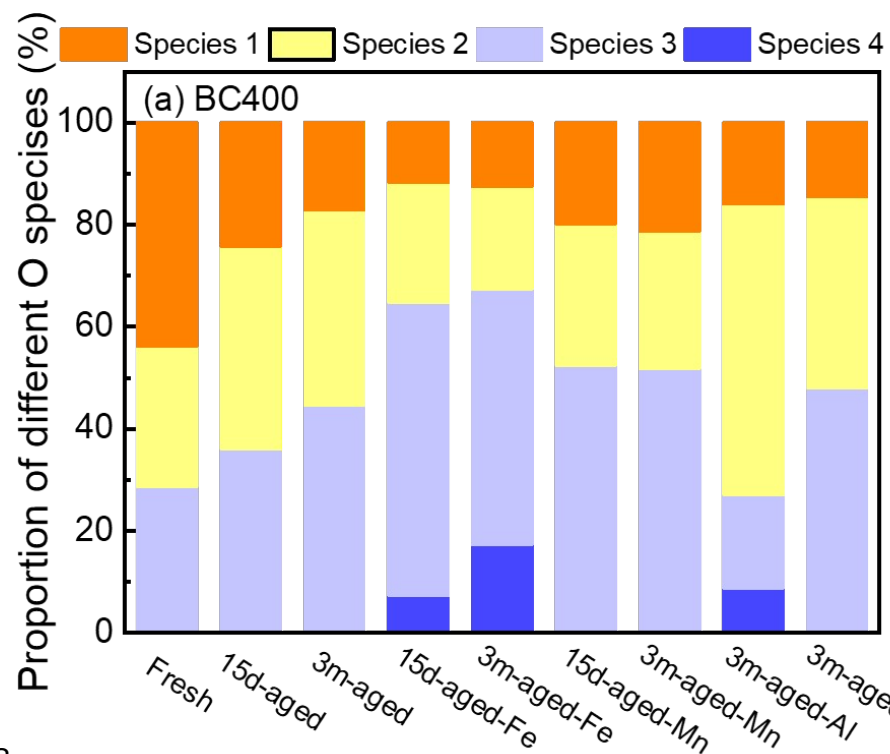 Species 1 Species 2 Species 3 Species 4
(a) BC400
Proportion of different O specises (%)
100
80
60
40
20
0
Fresh
15d-aged
3m-aged
15d-aged-Fe
3m-aged-Fe
15d-aged-Mn
3m-aged-Mn
3m-aged-Al
3m-aged